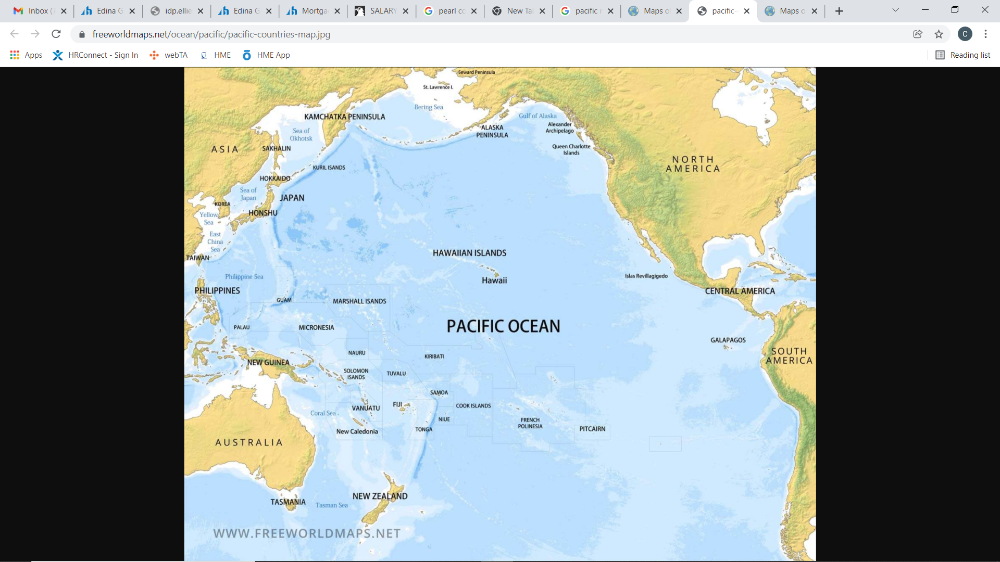 Inbox (7
Edina G
idp.ellie
Edina G
Mortga
SALARY
pearl co
New Tab
pacific
Maps o
pacific-
Maps o
freeworldmaps.net/ocean/pacific/pacific-countries-map.jpg
C
Apps
HRConnect - Sign In
webTA
HME
HME App
Reading list
Seward Peninsula
St. Lawrence I.
Bering Sea
KAMCHATKA PENINSULA
Gulf of Alaska
Alexander
Archipelago
ALASKA
PENINSULA
Sea of
Okhotsk
ASIA
SAKHALIN
Queen Charlotte
Islands
NORTH
AMERICA
KURIL ISANDS
HOKKAIDO
Sea of
Japan
JAPAN
KOREA
HONSHU
Yellow
Sea
East
China
Sea
TAIWAN
HAWAIIAN ISLANDS
Hawaii
Islas Revillagigedo
Philippine Sea
PHILIPPINES
CENTRAL AMERICA
GUAM
MARSHALL ISANDS
PACIFIC OCEAN
PALAU
MICRONESIA
GALAPAGOS
NAURU
KIRIBATI
SOUTH
AMERICA
NEW GUINEA
SOLOMON
ISANDS
TUVALU
SAMOA
FIJI
COOK ISLANDS
VANUATU
Coral Sea
NIUE
FRENCH
POLINESIA
PITCAIRN
New Caledonia
TONGA
AUSTRALIA
NEW ZEALAND
TASMANIA
Tasman Sea
WWW.FREEWORLDMAPS.NET